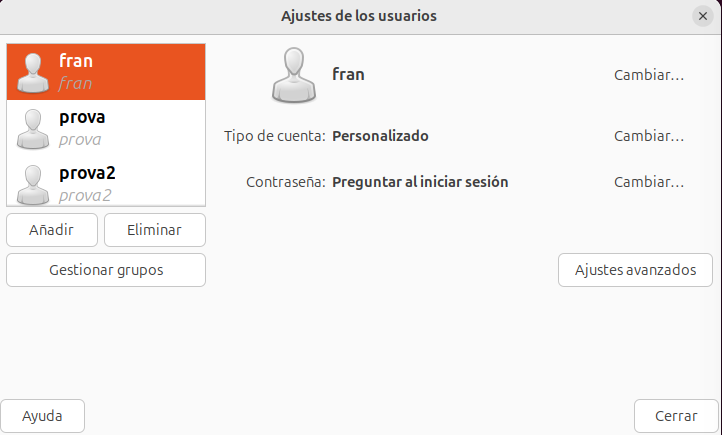 Ajustes de los usuarios
fran
fran
prova
prova
prova2
prova2
Añadir
Eliminar
Gestionar grupos
fran
Cambiar...
Tipo de cuenta: Personalizado
Cambiar...
Contraseña: Preguntar al iniciar sesión
Cambiar...
Ajustes avanzados
Ayuda
Cerrar